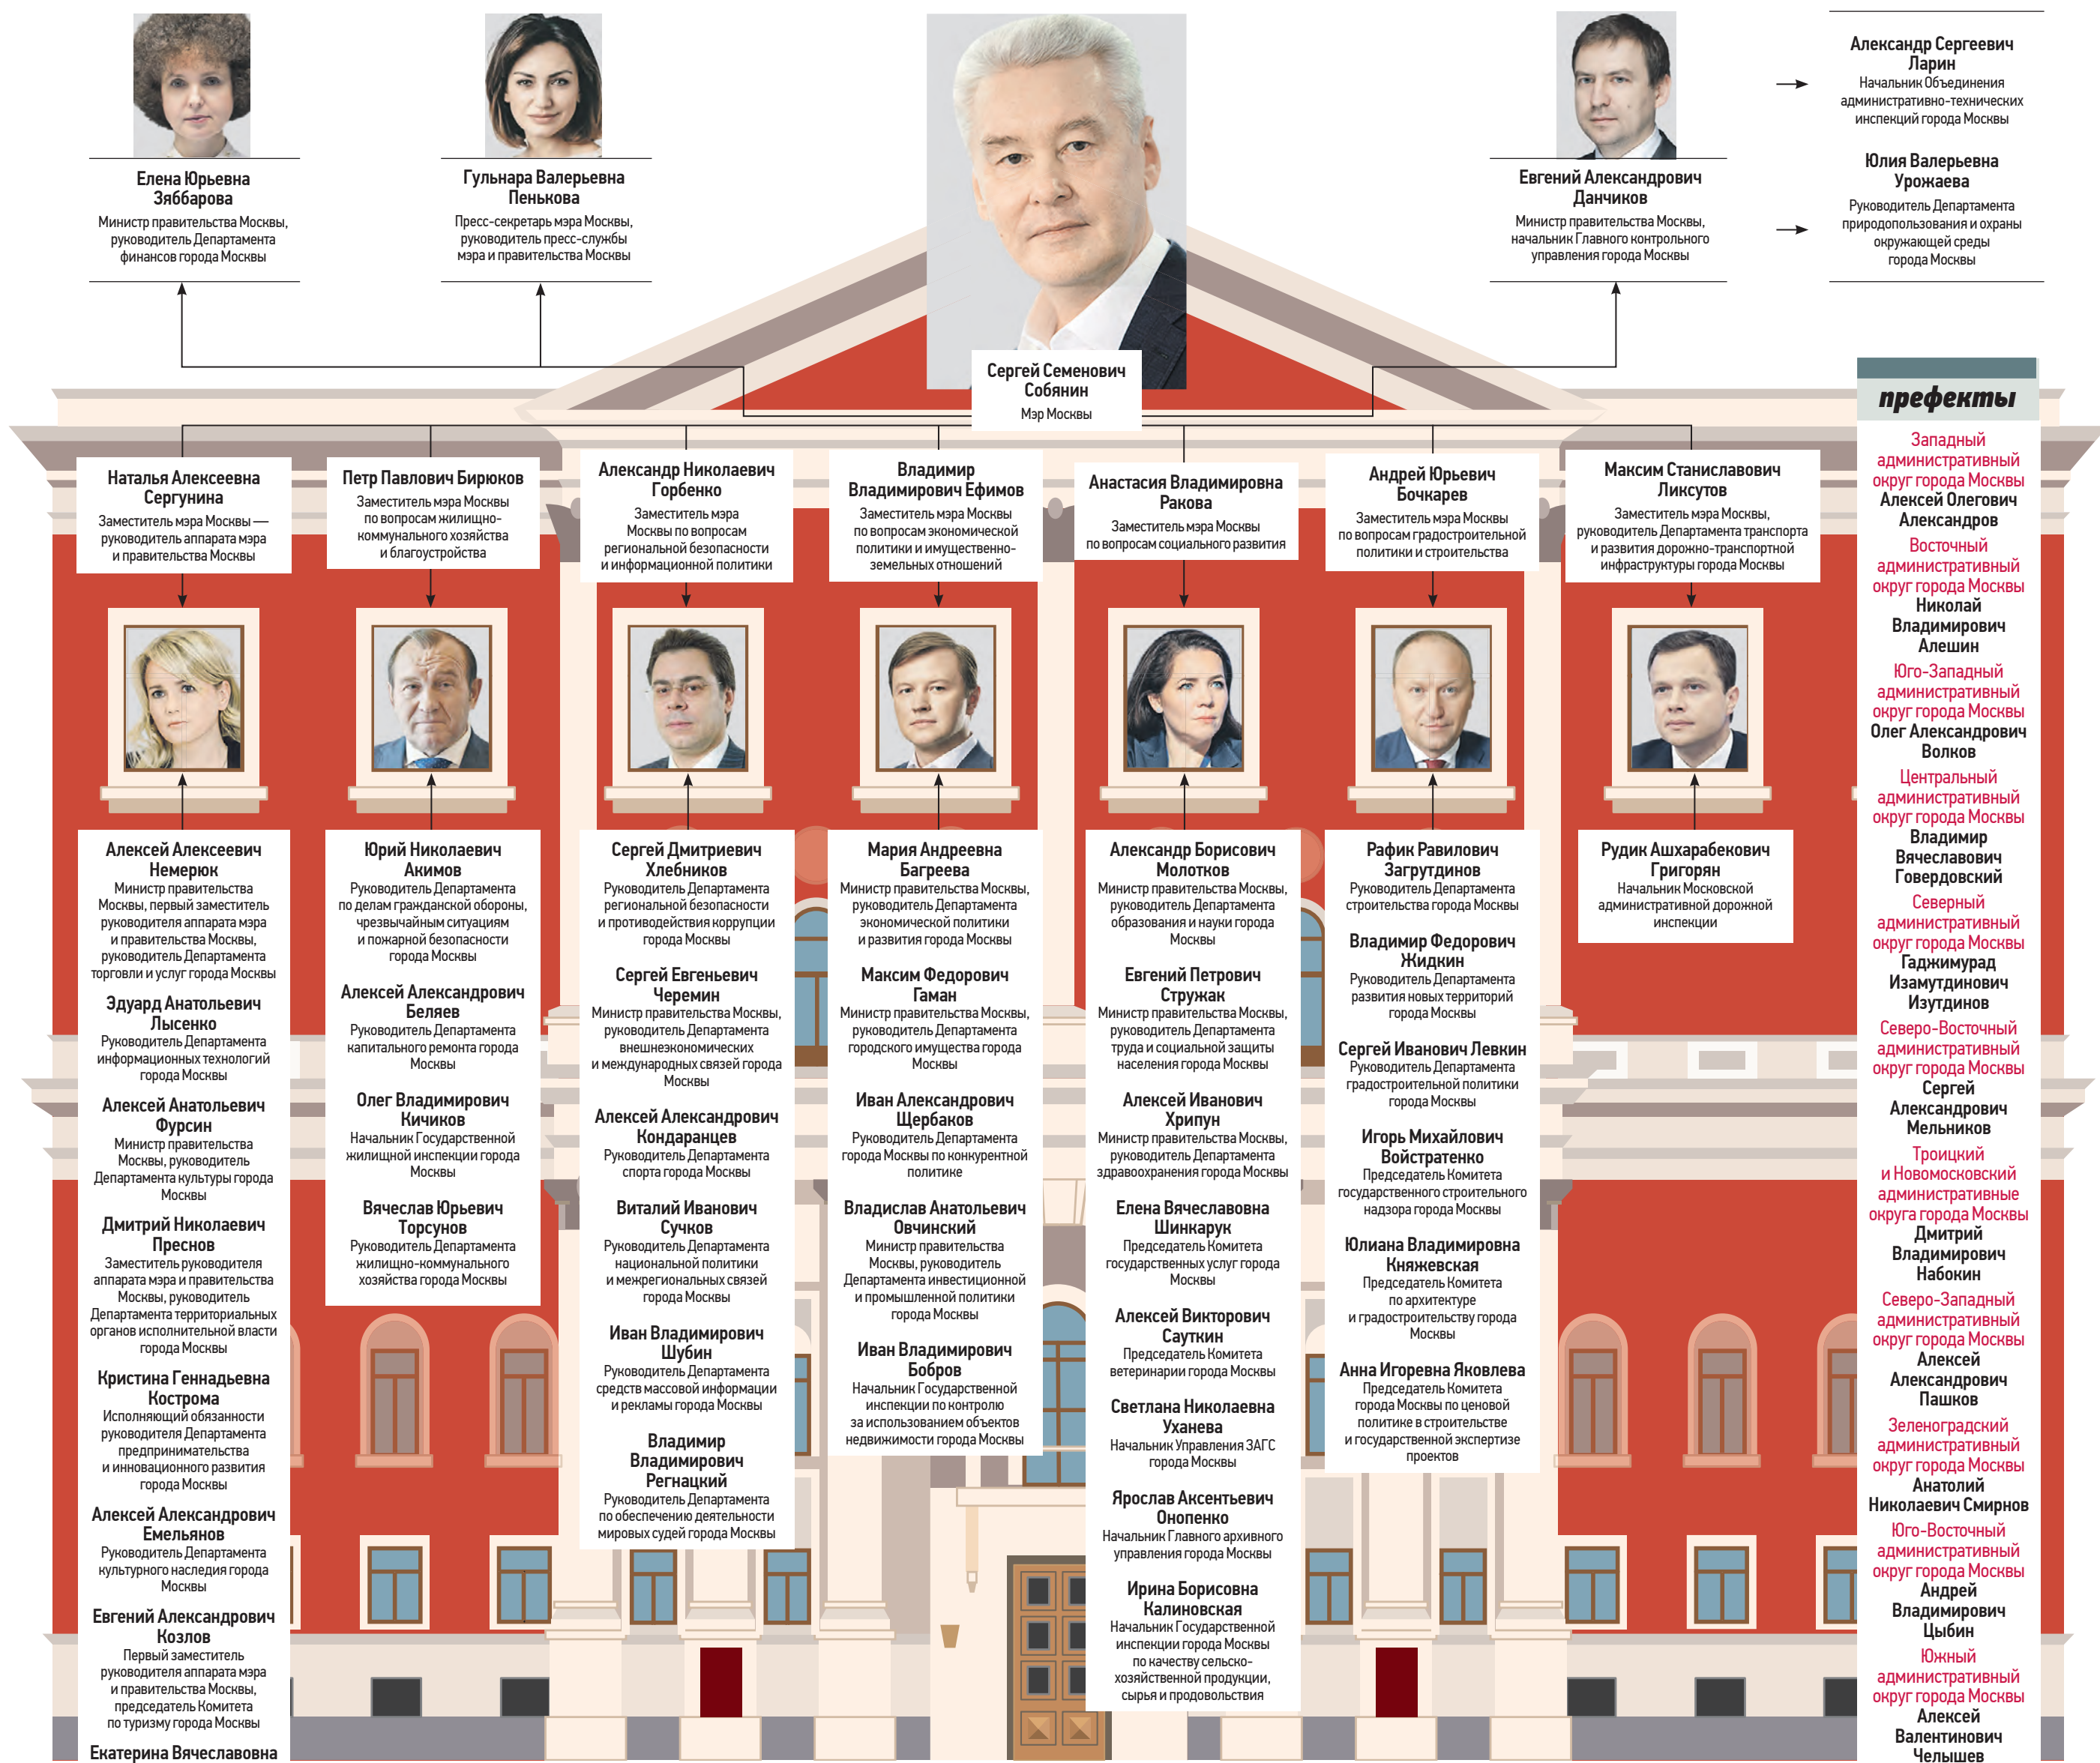 Елена Юрьевна
Зяббарова
Министр правительства Москвы,
руководитель Департамента
финансов города Москвы
Гульнара Валерьевна
Пенькова
Пресс-секретарь мэра Москвы,
руководитель пресс-службы
мэра и правительства Москвы
Сергей Семенович
Собянин
Мэр Москвы
Евгений Александрович
Данчиков
Министр правительства Москвы,
начальник Главного контрольного
управления города Москвы
Александр Сергеевич
Ларин
Начальник Объединения
административно-технических
инспекций города Москвы
Юлия Валерьевна
Урожаева
Руководитель Департамента
природопользования и охраны
окружающей среды
города Москвы
Наталья Алексеевна
Сергунина
Заместитель мэра Москвы —
руководитель аппарата мэра
и правительства Москвы
Петр Павлович Бирюков
Заместитель мэра Москвы
по вопросам жилищно-
коммунального хозяйства
и благоустройства
Александр Николаевич
Горбенко
Заместитель мэра
Москвы по вопросам
региональной безопасности
и информационной политики
Владимир
Владимирович Ефимов
Заместитель мэра Москвы
по вопросам экономической
политики и имущественно-
земельных отношений
Анастасия Владимировна
Ракова
Заместитель мэра Москвы
по вопросам социального развития
Андрей Юрьевич
Бочкарев
Заместитель мэра Москвы
по вопросам градостроительной
политики и строительства
Максим Станиславович
Ликсутов
Заместитель мэра Москвы,
руководитель Департамента транспорта
и развития дорожно-транспортной
инфраструктуры города Москвы
Алексей Алексеевич
Немерюк
Министр правительства
Москвы, первый заместитель
руководителя аппарата мэра
и правительства Москвы,
руководитель Департамента
торговли и услуг города Москвы
Эдуард Анатольевич
Лысенко
Руководитель Департамента
информационных технологий
города Москвы
Алексей Анатольевич
Фурсин
Министр правительства
Москвы, руководитель
Департамента культуры города
Москвы
Дмитрий Николаевич
Преснов
Заместитель руководителя
аппарата мэра и правительства
Москвы, руководитель
Департамента территориальных
органов исполнительной власти
города Москвы
Кристина Геннадьевна
Кострома
Исполняющий обязанности
руководителя Департамента
предпринимательства
и инновационного развития
города Москвы
Алексей Александрович
Емельянов
Руководитель Департамента
культурного наследия города
Москвы
Евгений Александрович
Козлов
Первый заместитель
руководителя аппарата мэра
и правительства Москвы,
председатель Комитета
по туризму города Москвы
Екатерина Вячеславовна
Юрий Николаевич
Акимов
Руководитель Департамента
по делам гражданской обороны,
чрезвычайным ситуациям
и пожарной безопасности
города Москвы
Алексей Александрович
Беляев
Руководитель Департамента
капитального ремонта города
Москвы
Олег Владимирович
Кичиков
Начальник Государственной
жилищной инспекции города
Москвы
Вячеслав Юрьевич
Торсунов
Руководитель Департамента
жилищно-коммунального
хозяйства города Москвы
Сергей Дмитриевич
Хлебников
Руководитель Департамента
региональной безопасности
и противодействия коррупции
города Москвы
Сергей Евгеньевич
Черемин
Министр правительства Москвы,
руководитель Департамента
внешнеэкономических
и международных связей города
Москвы
Алексей Александрович
Кондаранцев
Руководитель Департамента
спорта города Москвы
Виталий Иванович
Сучков
Руководитель Департамента
национальной политики
и межрегиональных связей
города Москвы
Иван Владимирович
Шубин
Руководитель Департамента
средств массовой информации
и рекламы города Москвы
Владимир
Владимирович
Регнацкий
Руководитель Департамента
по обеспечению деятельности
мировых судей города Москвы
Мария Андреевна
Багреева
Министр правительства Москвы,
руководитель Департамента
экономической политики
и развития города Москвы
Максим Федорович
Гаман
Министр правительства Москвы,
руководитель Департамента
городского имущества города
Москвы
Иван Александрович
Щербаков
Руководитель Департамента
города Москвы по конкурентной
политике
Владислав Анатольевич
Овчинский
Министр правительства
Москвы, руководитель
Департамента инвестиционной
и промышленной политики
города Москвы
Иван Владимирович
Бобров
Начальник Государственной
инспекции по контролю
за использованием объектов
недвижимости города Москвы
Александр Борисович
Молотков
Министр правительства Москвы,
руководитель Департамента
образования и науки города
Москвы
Евгений Петрович
Стружак
Министр правительства Москвы,
руководитель Департамента
труда и социальной защиты
населения города Москвы
Алексей Иванович
Хрипун
Министр правительства Москвы,
руководитель Департамента
здравоохранения города Москвы
Елена Вячеславовна
Шинкарук
Председатель Комитета
государственных услуг города
Москвы
Алексей Викторович
Сауткин
Председатель Комитета
ветеринарии города Москвы
Светлана Николаевна
Уханева
Начальник Управления ЗАГС
города Москвы
Ярослав Аксентьевич
Онопенко
Начальник Главного архивного
управления города Москвы
Ирина Борисовна
Калиновская
Начальник Государственной
инспекции города Москвы
по качеству сельско-
хозяйственной продукции,
сырья и продовольствия
Рафик Равилович
Загрутдинов
Руководитель Департамента
строительства города Москвы
Владимир Федорович
Жидкин
Руководитель Департамента
развития новых территорий
города Москвы
Сергей Иванович Левкин
Руководитель Департамента
градостроительной политики
города Москвы
Игорь Михайлович
Войстратенко
Председатель Комитета
государственного строительного
надзора города Москвы
Юлиана Владимировна
Княжевская
Председатель Комитета
по архитектуре
и градостроительству города
Москвы
Анна Игоревна Яковлева
Председатель Комитета
города Москвы по ценовой
политике в строительстве
и государственной экспертизе
проектов
Рудик Ашхарабекович
Григорян
Начальник Московской
административной дорожной
инспекции
префекты
Западный
административный
округ города Москвы
Алексей Олегович
Александров
Восточный
административный
округ города Москвы
Николай
Владимирович
Алешин
Юго-Западный
административный
округ города Москвы
Олег Александрович
Волков
Центральный
административный
округ города Москвы
Владимир
Вячеславович
Говердовский
Северный
административный
округ города Москвы
Гаджимурад
Изамутдинович
Изутдинов
Северо-Восточный
административный
округ города Москвы
Сергей
Александрович
Мельников
Троицкий
и Новомосковский
административные
округа города Москвы
Дмитрий
Владимирович
Набокин
Северо-Западный
административный
округ города Москвы
Алексей
Александрович
Пашков
Зеленоградский
административный
округ города Москвы
Анатолий
Николаевич Смирнов
Юго-Восточный
административный
округ города Москвы
Андрей
Владимирович
Цыбин
Южный
административный
округ города Москвы
Алексей
Валентинович
Челышев